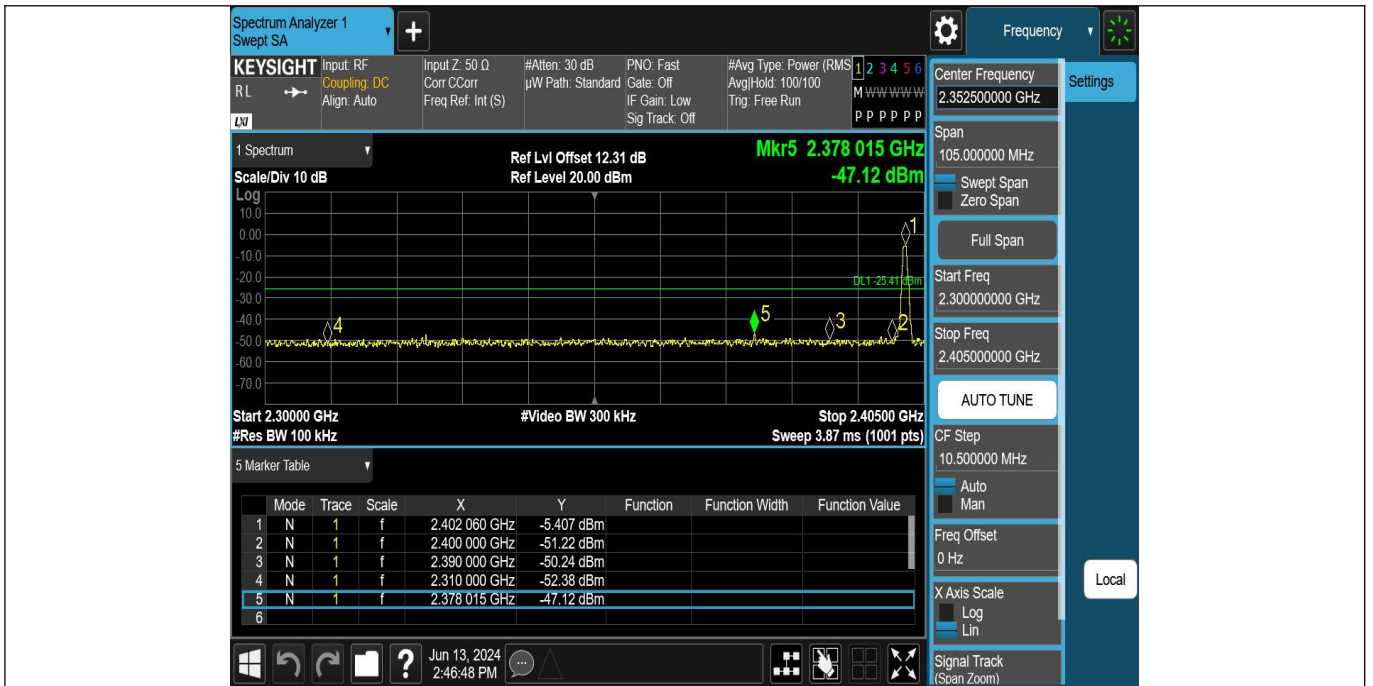 Spectrum Analyzer 1
Swept SA
+
Frequency
KEYSIGHT
RL
LXI
Input: RF
Coupling: DC
Align: Auto
Input Z: 50 Ω
Corr CCorr
Freq Ref: Int (S)
#Atten: 30 dB
µW Path: Standard
PNO: Fast
Gate: Off
IF Gain: Low
Sig Track: Off
#Avg Type: Power (RMS
Avg|Hold: 100/100
Trig: Free Run
1 2 3 4 5 6
M W W W W W
P P P P P P
1 Spectrum
Scale/Div 10 dB
Ref Lvl Offset 12.31 dB
Ref Level 20.00 dBm
Mkr5 2.378 015 GHz
-47.12 dBm
Log
10.0
0.00
-10.0
-20.0
-30.0
-40.0
-50.0
-60.0
-70.0
1
DL1 -25.41 dBm
5
3
2
4
Start 2.30000 GHz
#Video BW 300 kHz
Stop 2.40500 GHz
#Res BW 100 kHz
Sweep 3.87 ms (1001 pts)
5 Marker Table
Mode Trace Scale X Y Function Function Width Function Value
1 N 1 f 2.402 060 GHz -5.407 dBm
2 N 1 f 2.400 000 GHz -51.22 dBm
3 N 1 f 2.390 000 GHz -50.24 dBm
4 N 1 f 2.310 000 GHz -52.38 dBm
5 N 1 f 2.378 015 GHz -47.12 dBm
6
?
Jun 13, 2024
2:46:48 PM
Center Frequency
2.352500000 GHz
Span
105.000000 MHz
Swept Span
Zero Span
Full Span
Start Freq
2.300000000 GHz
Stop Freq
2.405000000 GHz
AUTO TUNE
CF Step
10.500000 MHz
Auto
Man
Freq Offset
0 Hz
X Axis Scale
Log
Lin
Signal Track
(Span Zoom)
Settings
Local